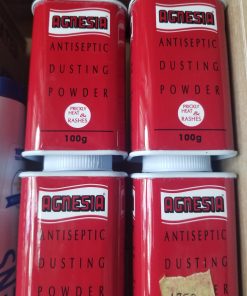 AGNESIA
ANTISEPTIC
DUSTING
POWDER
PRICKLY
HEAT &
RASHES
100g
AGNESIA
ANTISEPTIC
DUSTING
POWDER
PRICKLY
HEAT &
RASHES
100g
AGNESIA
ANTISEPTIC
DUSTING
POWDER
AGNESIA
ANTISEPTIC
DUSTING
POWDER